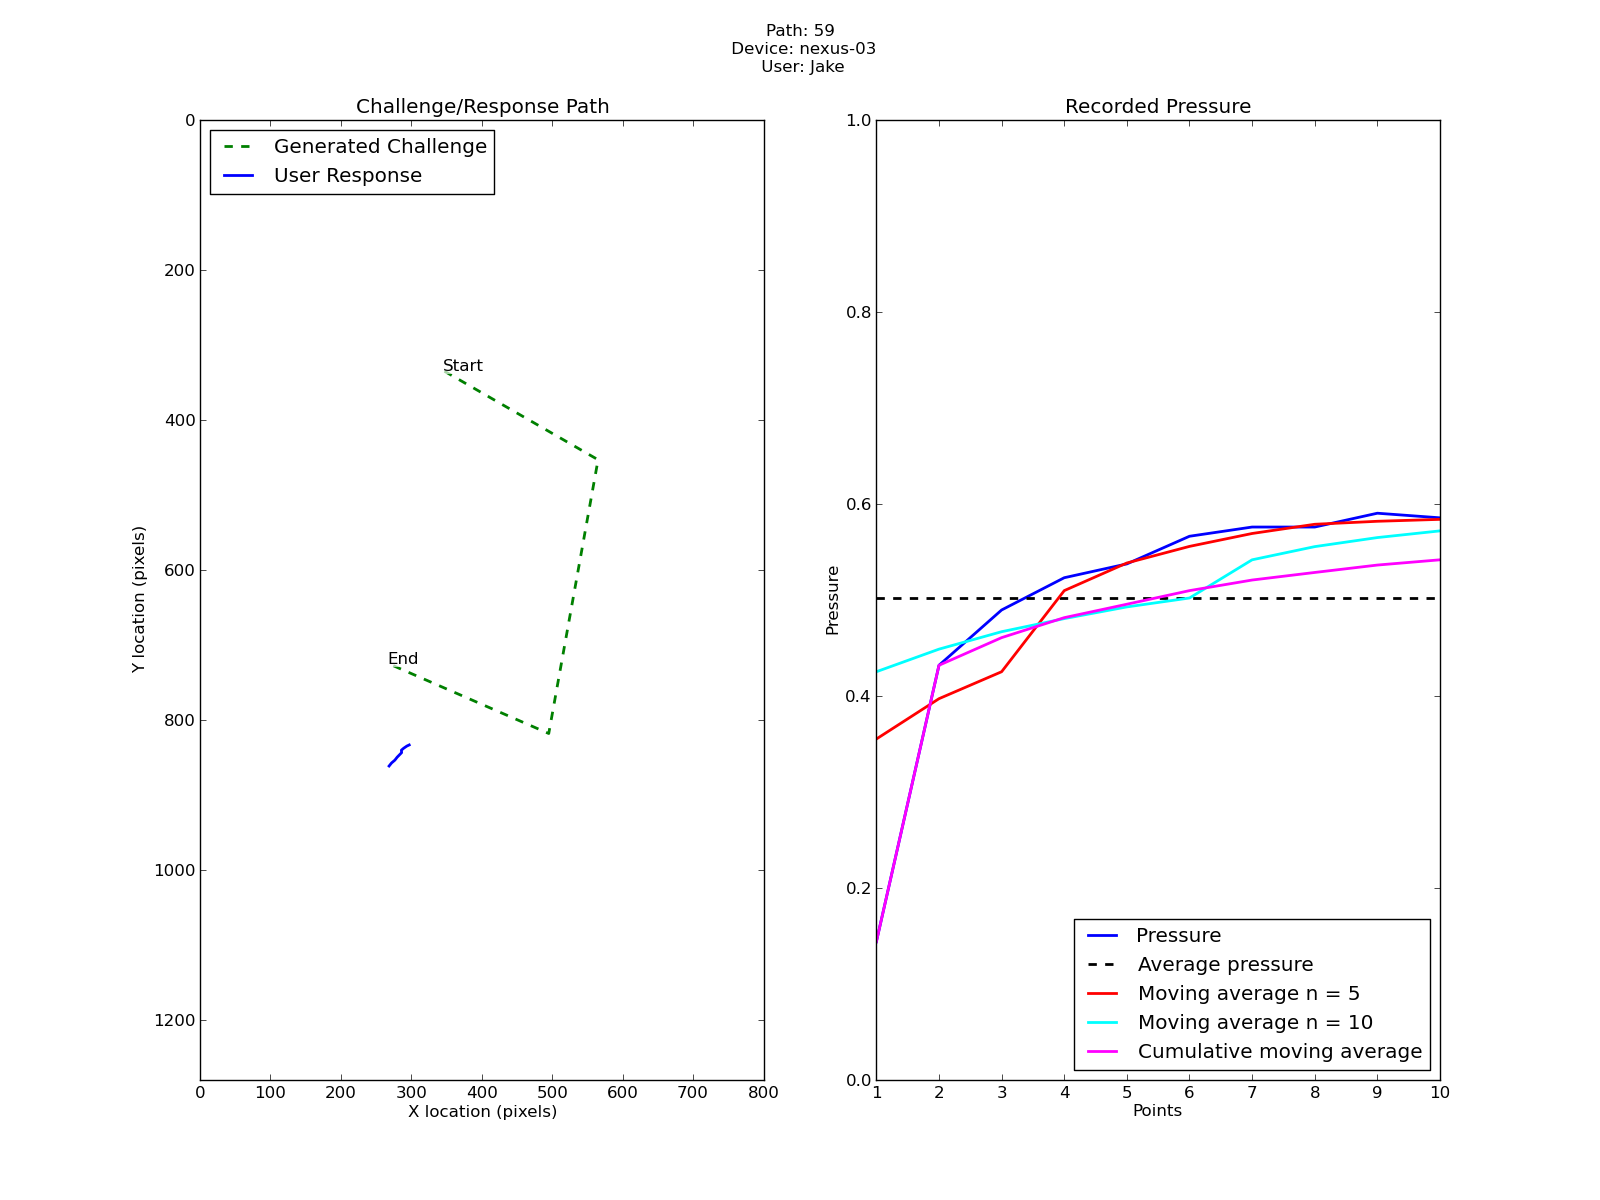 Path: 59
Device: nexus-03
User: Jake
Challenge/Response Path
Generated Challenge
User Response
Start
End
0
200
400
600
800
1000
1200
Y location (pixels)
0 100 200 300 400 500 600 700 800
X location (pixels)
Recorded Pressure
1.0
0.8
0.6
0.4
0.2
0.0
Pressure
Pressure
Average pressure
Moving average n = 5
Moving average n = 10
Cumulative moving average
1 2 3 4 5 6 7 8 9 10
Points